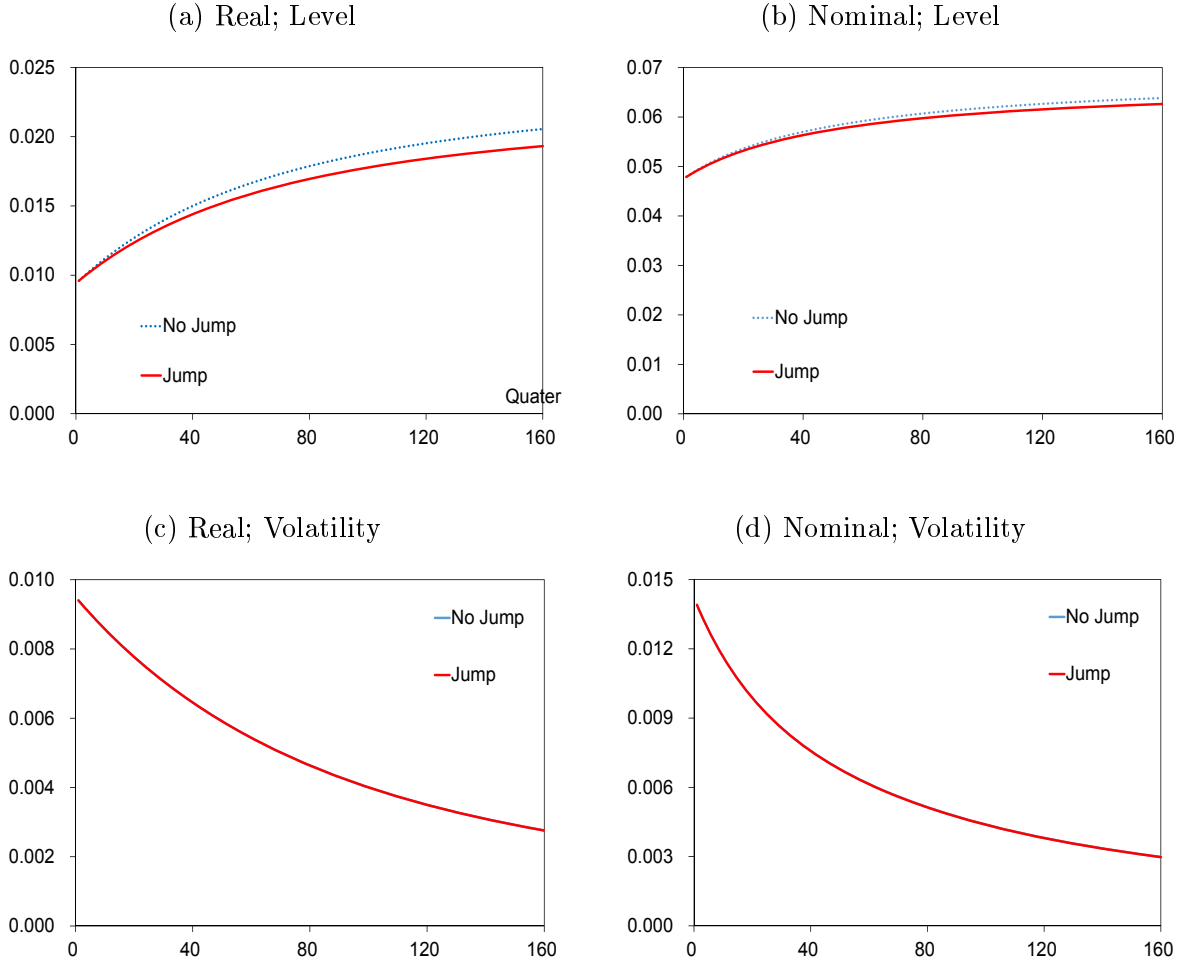 (a) Real; Level
0.025
0.020
0.015
0.010
0.005
0.000
No Jump
Jump
Quater
0 40 80 120 160
(b) Nominal; Level
0.07
0.06
0.05
0.04
0.03
0.02
0.01
0.00
No Jump
Jump
0 40 80 120 160
(c) Real; Volatility
0.010
0.008
0.006
0.004
0.002
0.000
No Jump
Jump
0 40 80 120 160
(d) Nominal; Volatility
0.015
0.012
0.009
0.006
0.003
0.000
No Jump
Jump
0 40 80 120 160